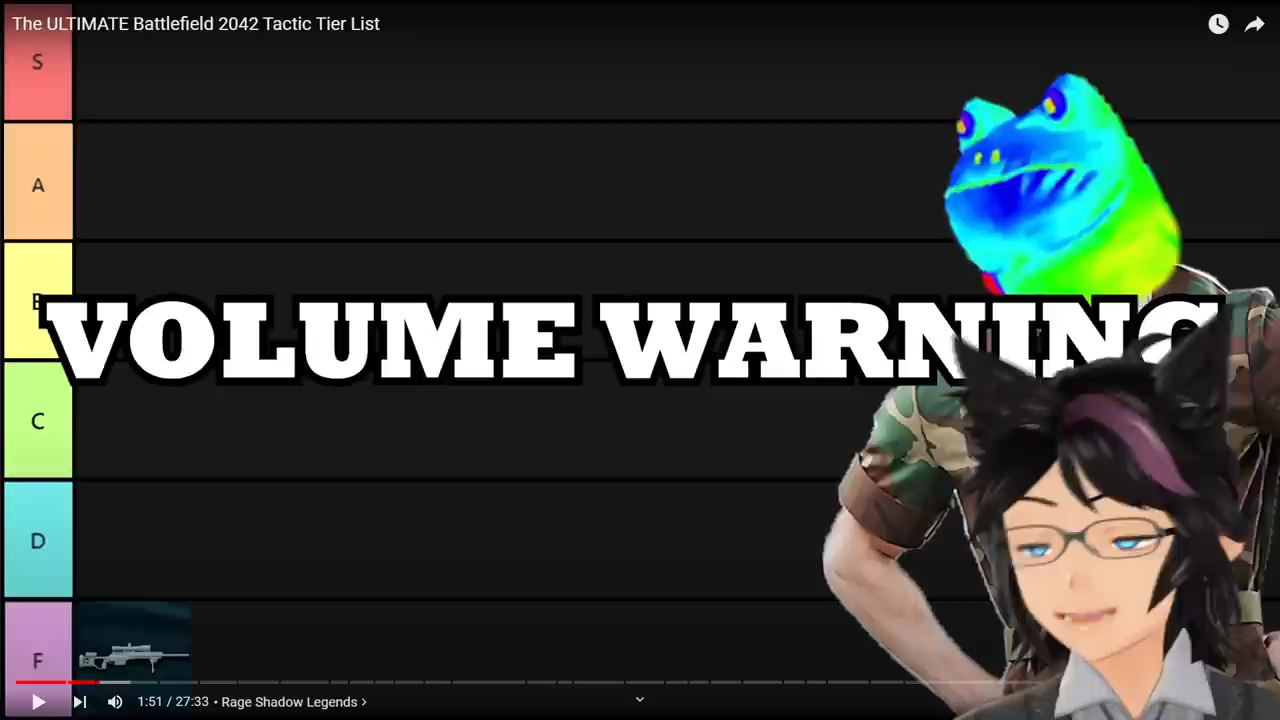 The ULTIMATE Battlefield 2042 Tactic Tier List
S
A
B
VOLUME WARNING
C
D
F
1:51 / 27:33 • Rage Shadow Legends >